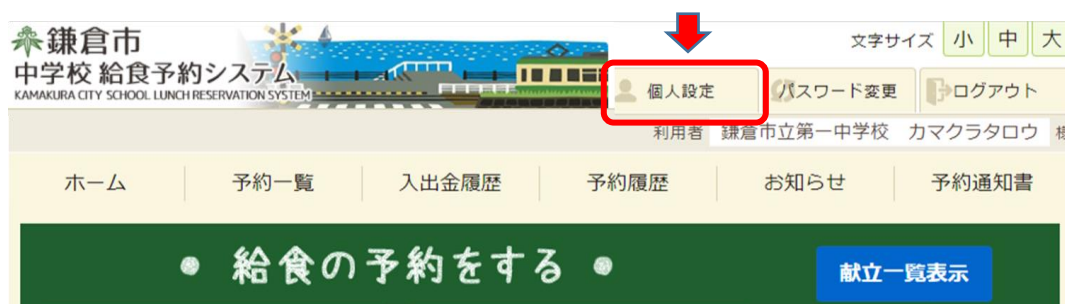 鎌倉市
文字サイズ 小 中 大
中学校 給食予約システム
KAMAKURA CITY SCHOOL LUNCH RESERVATION SYSTEM
個人設定 パスワード変更 ログアウト
利用者 鎌倉市立第一中学校 カマクラタロウ 様
ホーム 予約一覧 入出金履歴 予約履歴 お知らせ 予約通知書
給食の予約をする
献立一覧表示